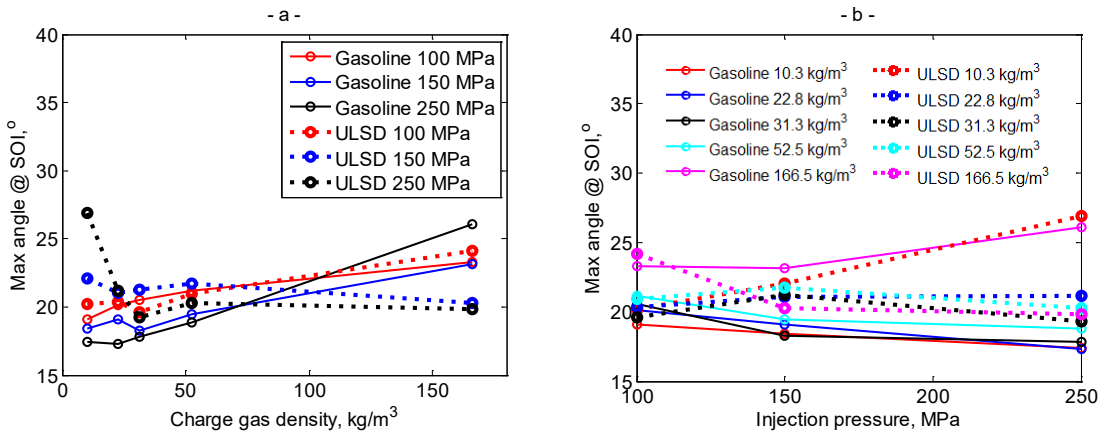 - a -
40
35
30
25
20
15
0
50
100
150
Max angle @ SOI,°
Charge gas density, kg/m³
Gasoline 100 MPa
Gasoline 150 MPa
Gasoline 250 MPa
ULSD 100 MPa
ULSD 150 MPa
ULSD 250 MPa
- b -
40
35
30
25
20
15
100
150
200
250
Max angle @ SOI,°
Injection pressure, MPa
Gasoline 10.3 kg/m³
Gasoline 22.8 kg/m³
Gasoline 31.3 kg/m³
Gasoline 52.5 kg/m³
Gasoline 166.5 kg/m³
ULSD 10.3 kg/m³
ULSD 22.8 kg/m³
ULSD 31.3 kg/m³
ULSD 52.5 kg/m³
ULSD 166.5 kg/m³